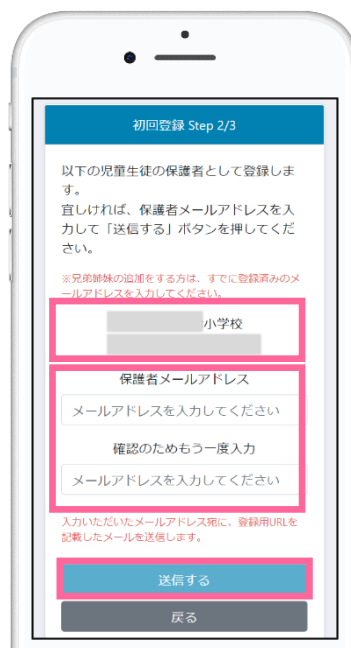 初回登録 Step 2/3
以下の児童生徒の保護者として登録しま
す。
宜しければ、保護者メールアドレスを入
力して「送信する」ボタンを押してくだ
さい。
※兄弟姉妹の追加をする方は、すでに登録済みのメ
ールアドレスを入力してください。
小学校
保護者メールアドレス
メールアドレスを入力してください
確認のためもう一度入力
メールアドレスを入力してください
入力いただいたメールアドレス宛に、登録用URLを
記載したメールを送信します。
送信する
戻る